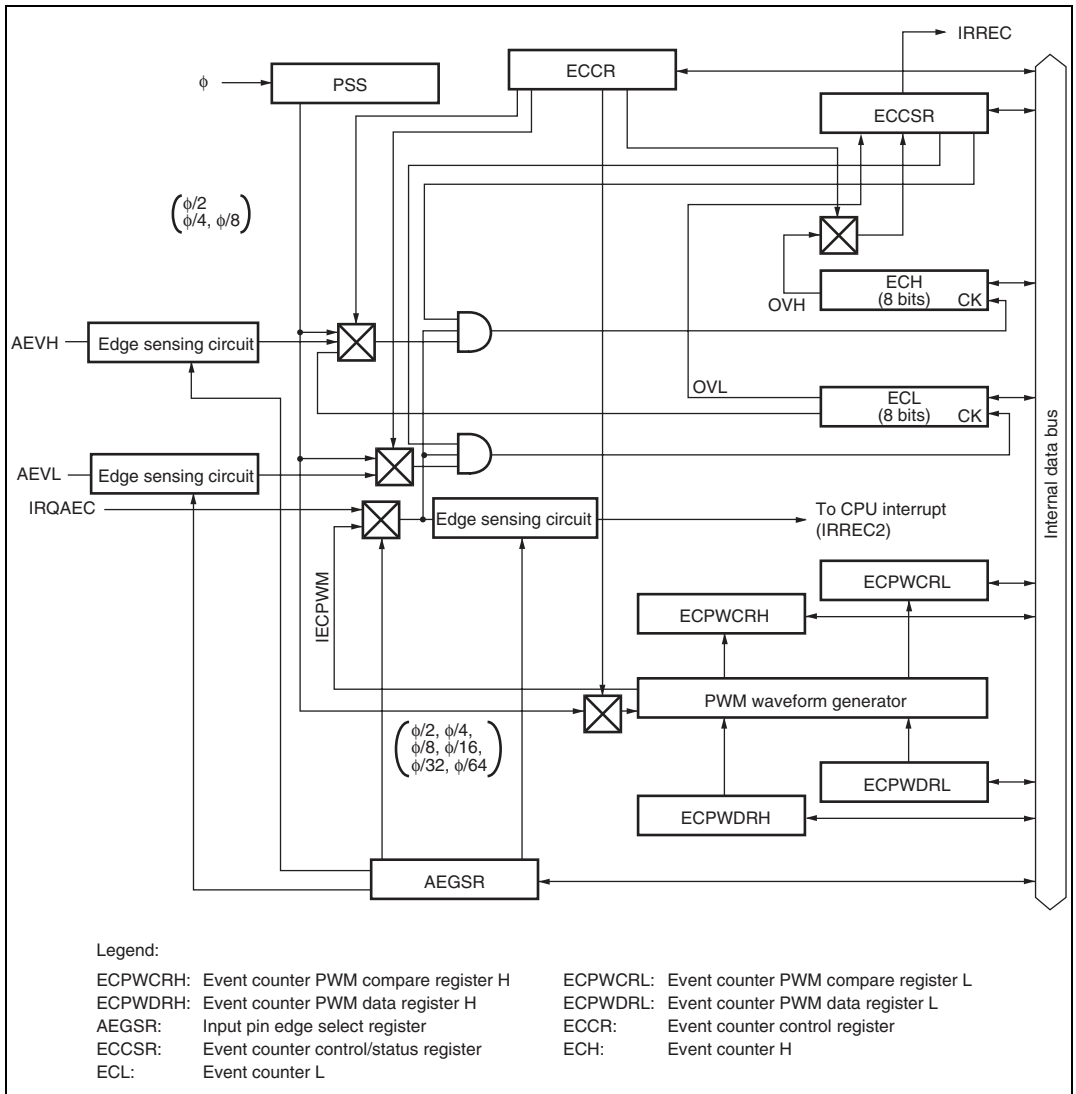 IRREC
ϕ
PSS
ECCR
ECCSR
ϕ/2
ϕ/4, ϕ/8
ECH
(8 bits)
CK
OVH
AEVH
Edge sensing circuit
OVL
ECL
(8 bits)
CK
AEVL
Edge sensing circuit
IRQAEC
Edge sensing circuit
To CPU interrupt
(IRREC2)
Internal data bus
IECPWM
ECPWCRL
ECPWCRH
PWM waveform generator
ϕ/2, ϕ/4,
ϕ/8, ϕ/16,
ϕ/32, ϕ/64
ECPWDRL
ECPWDRH
AEGSR
Legend:
ECPWCRH: Event counter PWM compare register H
ECPWCRL: Event counter PWM compare register L
ECPWDRH: Event counter PWM data register H
ECPWDRL: Event counter PWM data register L
AEGSR: Input pin edge select register
ECCR: Event counter control register
ECCSR: Event counter control/status register
ECH: Event counter H
ECL: Event counter L